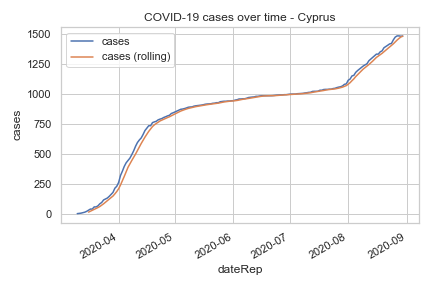 COVID-19 cases over time - Cyprus
cases
cases (rolling)
1500
1250
1000
750
500
250
0
cases
2020-04
2020-05
2020-06
2020-07
2020-08
2020-09
dateRep